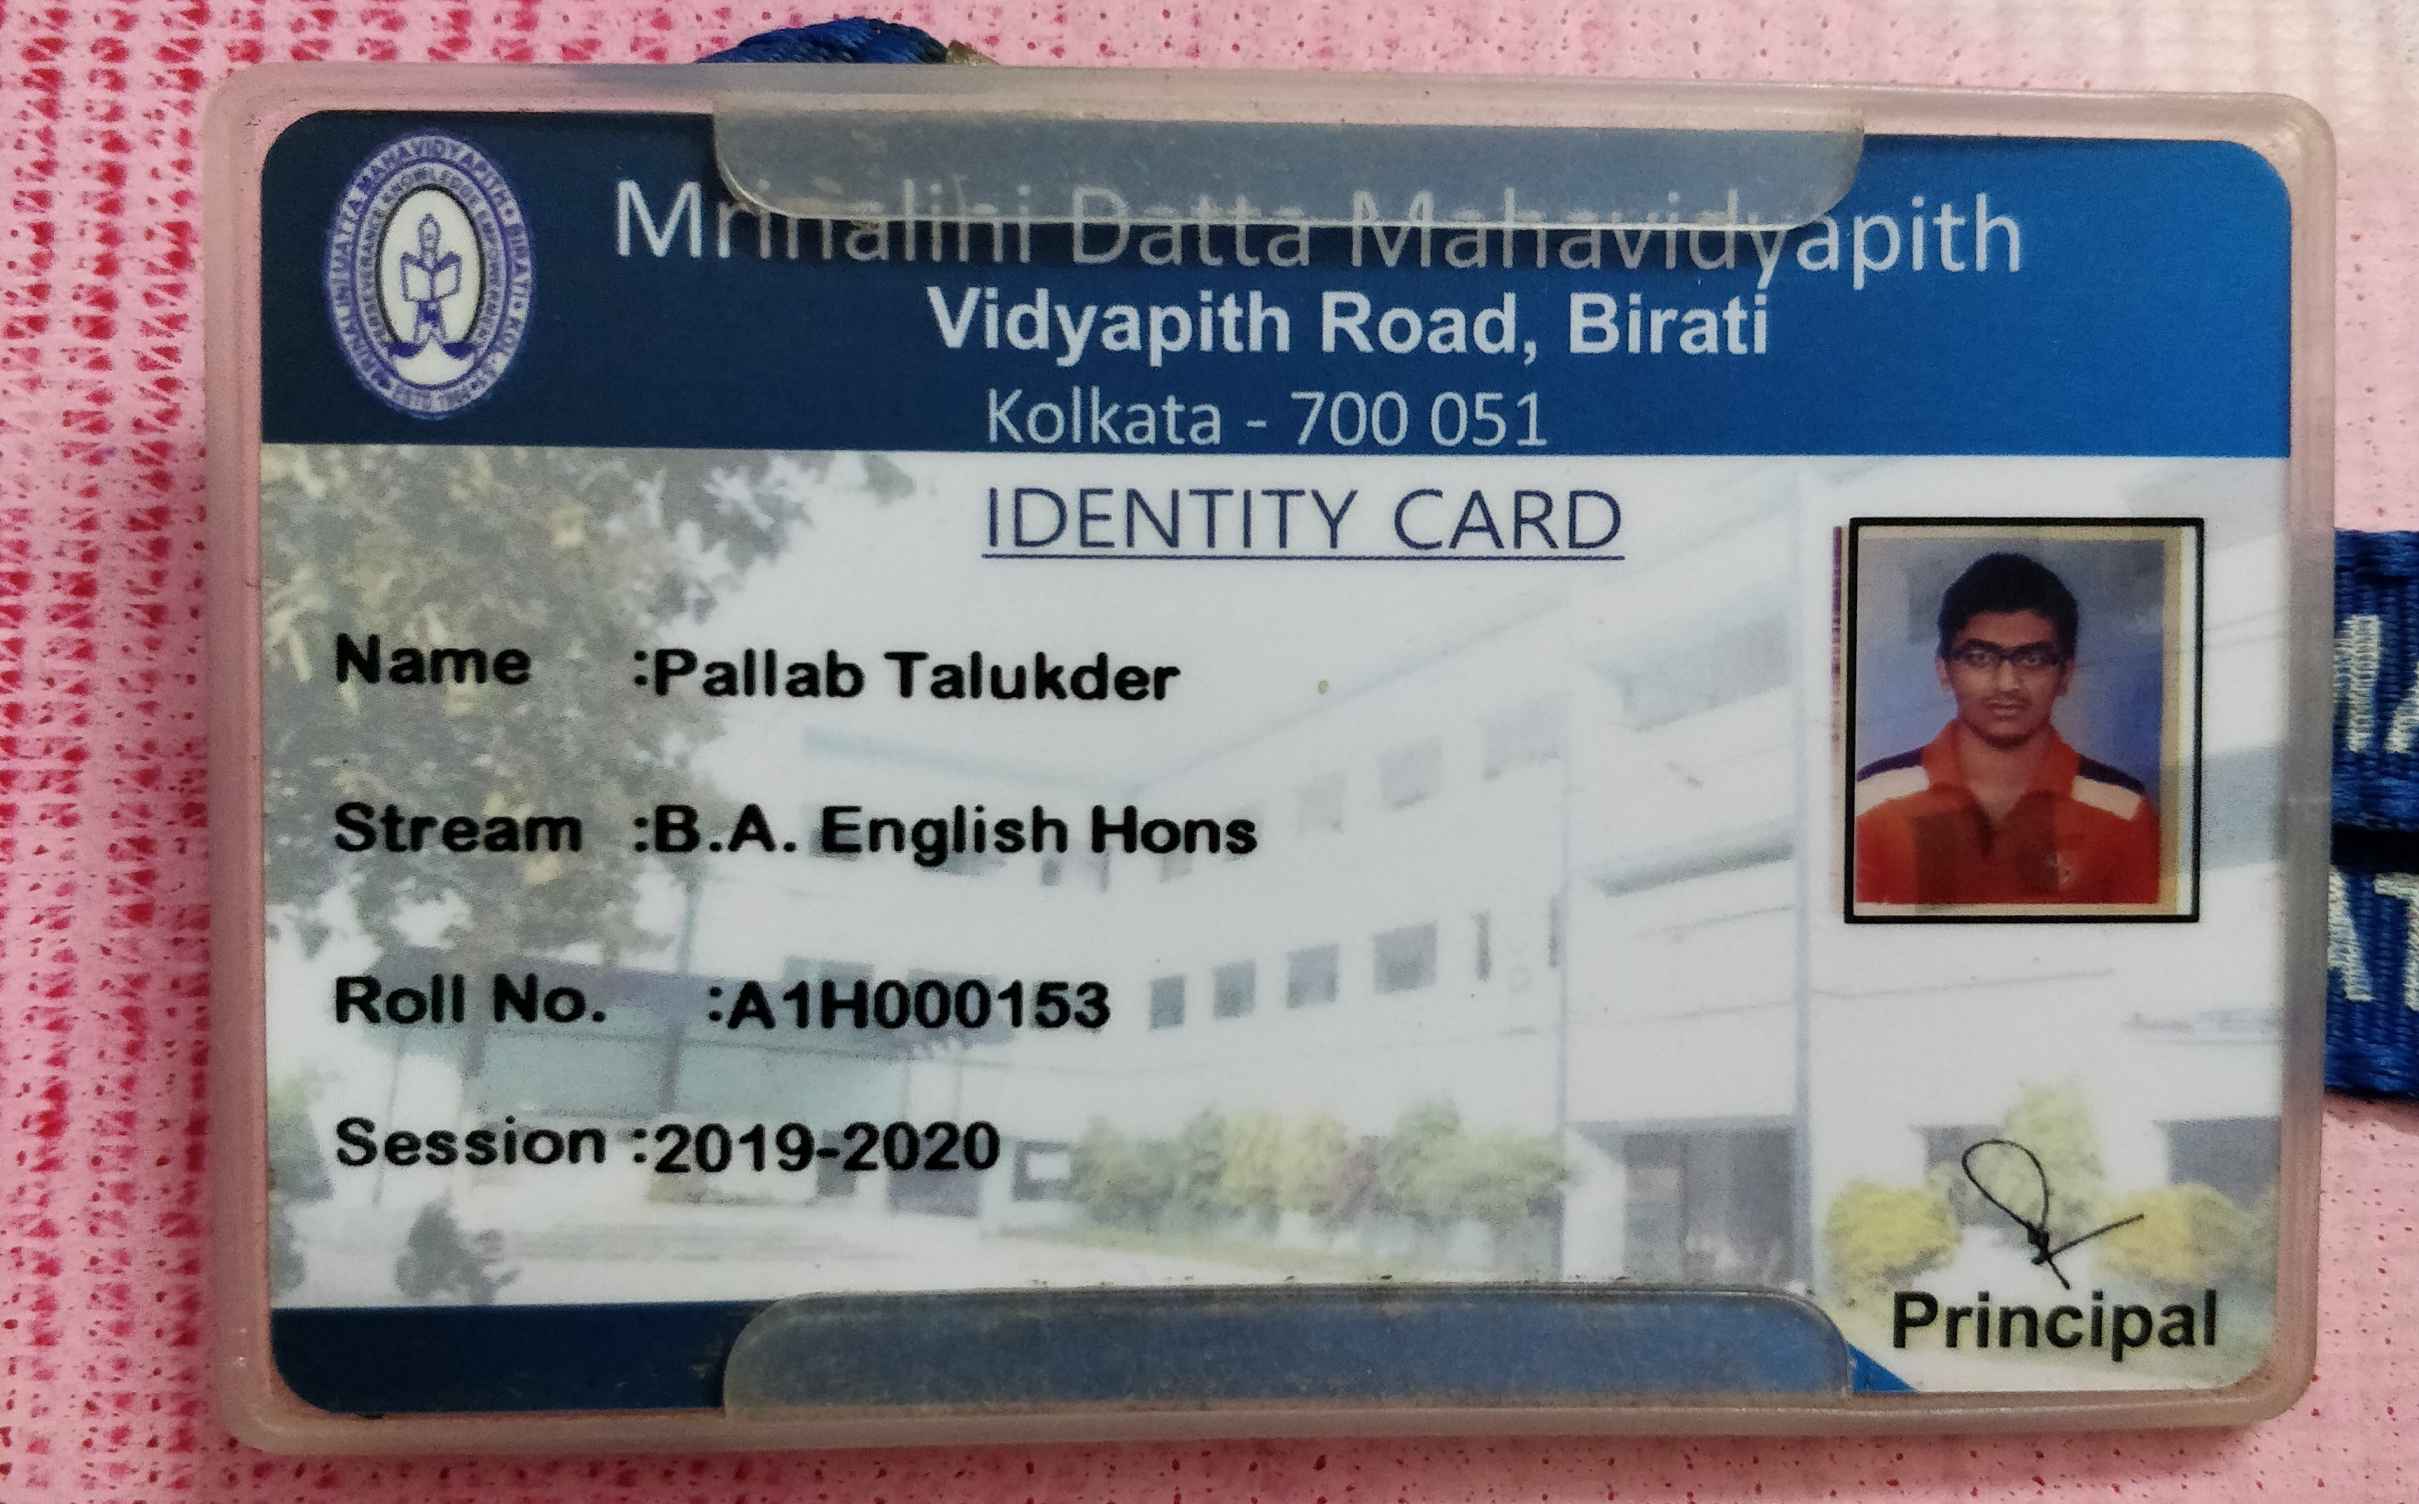 Mrinalini Datta Mahavidyapith
Vidyapith Road, Birati
Kolkata - 700 051
IDENTITY CARD
Name :Pallab Talukder
Stream :B.A. English Hons
Roll No. :A1H000153
Session :2019-2020
Principal